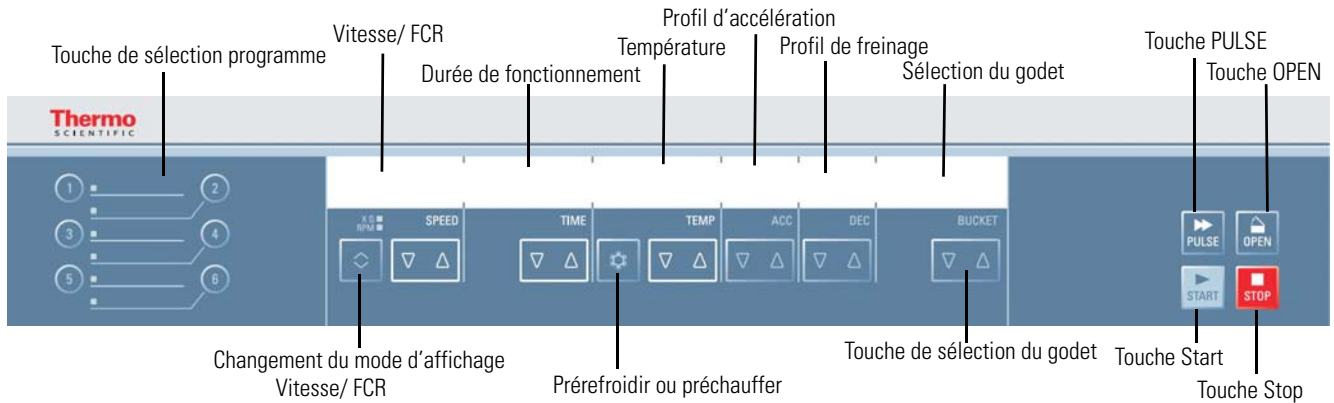 Profil d'accélération
Vitesse/ FCR
Touche PULSE
Température
Profil de freinage
Touche de sélection programme
Durée de fonctionnement
Sélection du godet
Touche OPEN
Thermo
SCIENTIFIC
1
2
3
4
5
6
X G
RPM
SPEED
TIME
TEMP
ACC
DEC
BUCKET
PULSE
OPEN
START
STOP
Changement du mode d'affichage
Vitesse/ FCR
Prérefroidir ou préchauffer
Touche de sélection du godet
Touche Start
Touche Stop